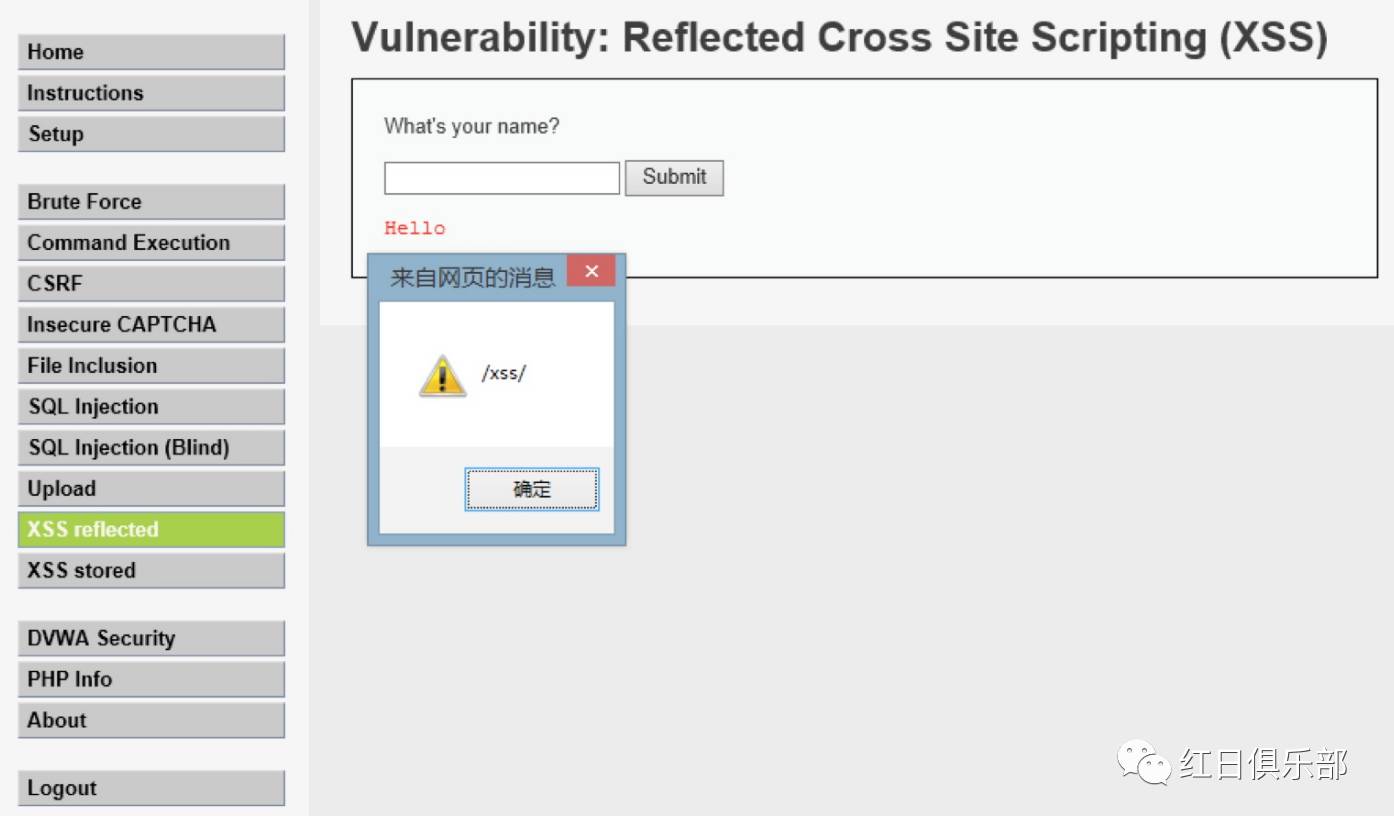 Home
Instructions
Setup
Brute Force
Command Execution
CSRF
Insecure CAPTCHA
File Inclusion
SQL Injection
SQL Injection (Blind)
Upload
XSS reflected
XSS stored
DVWA Security
PHP Info
About
Logout
Vulnerability: Reflected Cross Site Scripting (XSS)
What's your name?
Submit
Hello
来自网页的消息
/xss/
确定
红日俱乐部